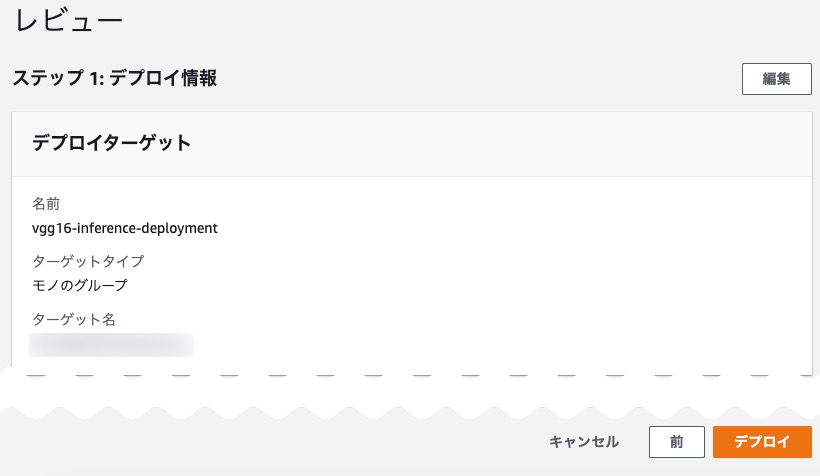 レビュー
ステップ 1: デプロイ情報
編集
デプロイターゲット
名前
vgg16-inference-deployment
ターゲットタイプ
モノのグループ
ターゲット名
キャンセル
前
デプロイ